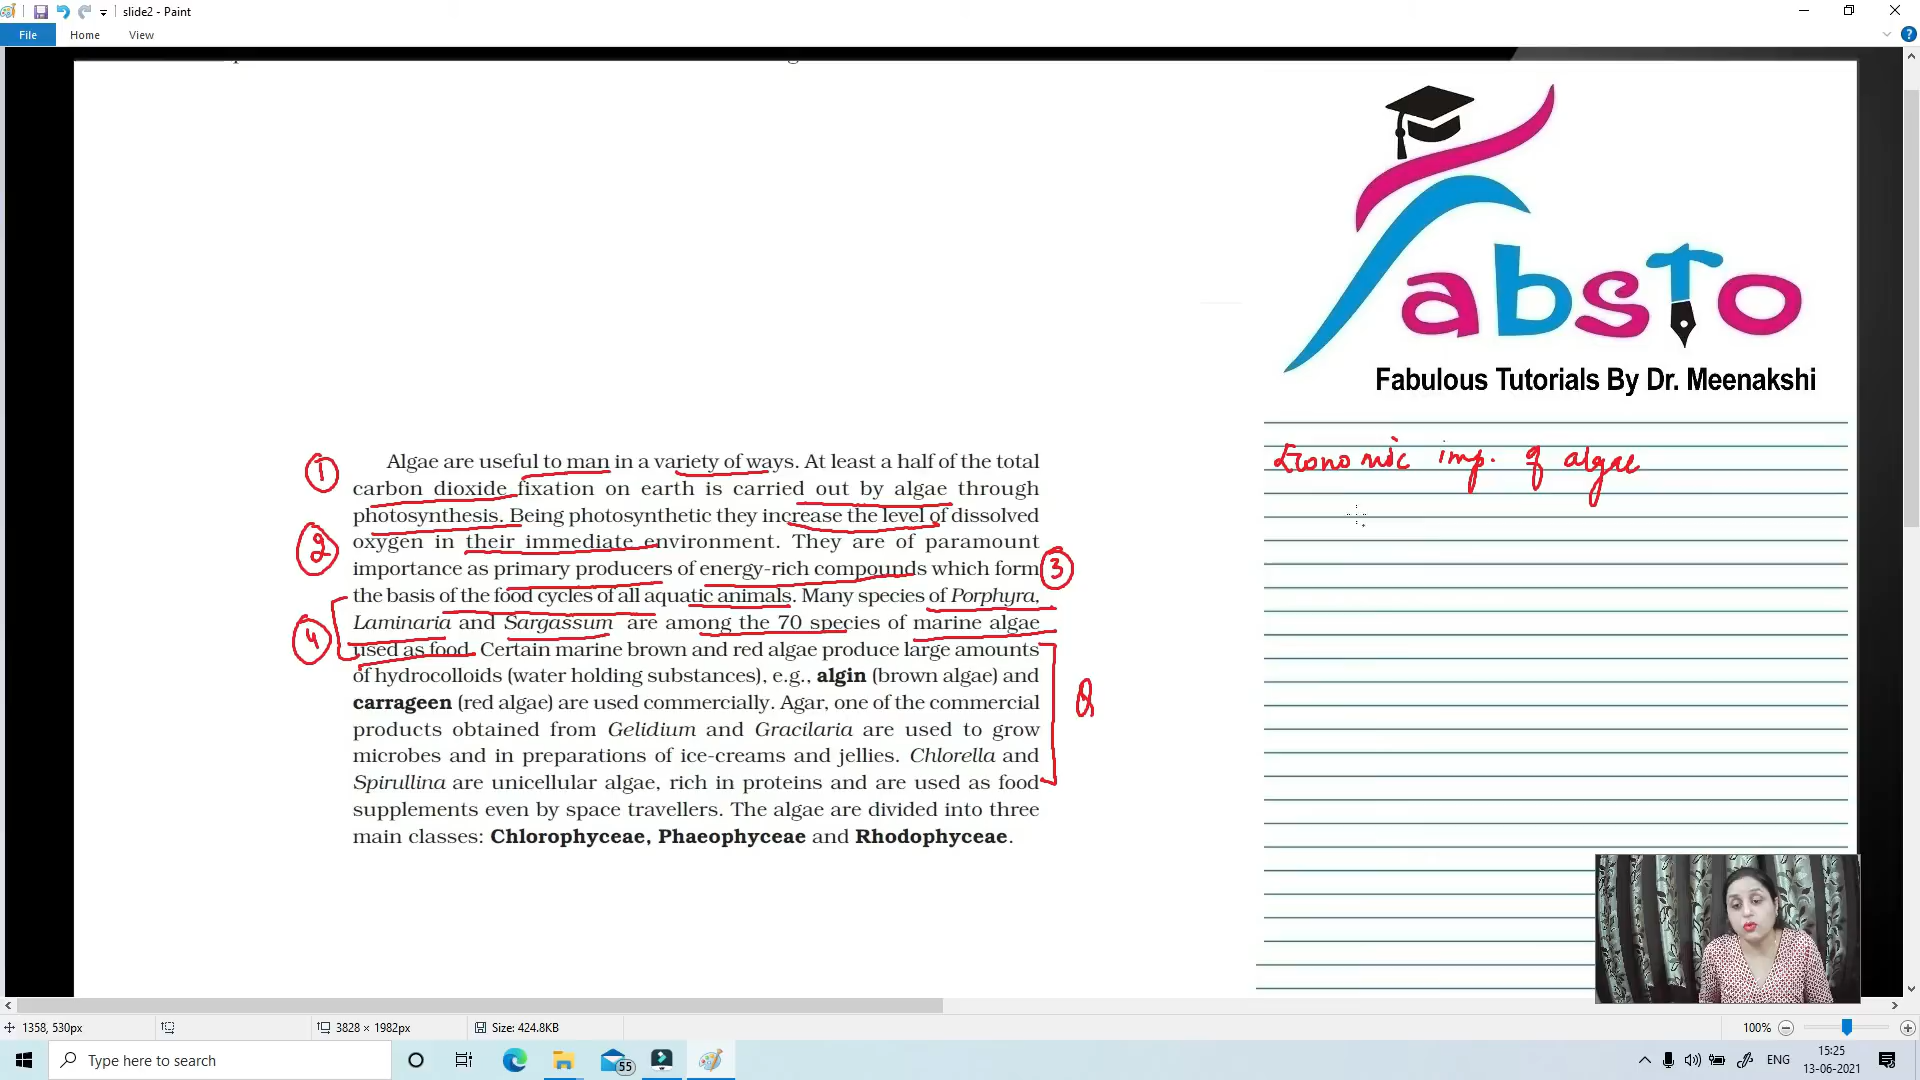 slide2 - Paint
File Home View
absTo
Fabulous Tutorials By Dr. Meenakshi
Economic imp. of algae
1 Algae are useful to man in a variety of ways. At least a half of the total
carbon dioxide fixation on earth is carried out by algae through
photosynthesis. Being photosynthetic they increase the level of dissolved
2 oxygen in their immediate environment. They are of paramount
importance as primary producers of energy-rich compounds which form 3
the basis of the food cycles of all aquatic animals. Many species of Porphyra,
4 Laminaria and Sargassum are among the 70 species of marine algae
used as food. Certain marine brown and red algae produce large amounts
of hydrocolloids (water holding substances), e.g., algin (brown algae) and
carrageen (red algae) are used commercially. Agar, one of the commercial
products obtained from Gelidium and Gracilaria are used to grow
microbes and in preparations of ice-creams and jellies. Chlorella and
Spirullina are unicellular algae, rich in proteins and are used as food
supplements even by space travellers. The algae are divided into three
main classes: Chlorophyceae, Phaeophyceae and Rhodophyceae.
1358, 530px 3828 × 1982px Size: 424.8KB 100%
Type here to search 55 ENG 15:25
13-06-2021